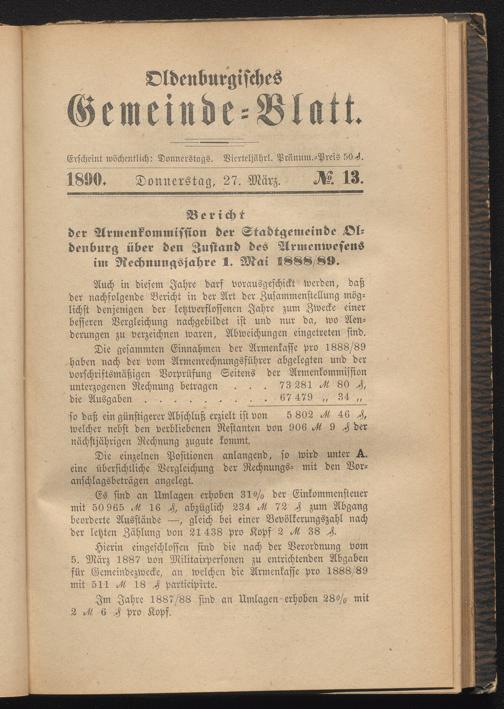 Oldenburgisches
Gemeinde=Blatt.
Erscheint wöchentlich: Donnerstags. Vierteljährl. Pränum.=Preis 50 ₰.
1890. Donnerstag, 27. März. № 13.
Bericht
der Armenkommission der Stadtgemeinde Ol=
denburg über den Zustand des Armenwesens
im Rechnungsjahre 1. Mai 1888/89.
Auch in diesem Jahre darf vorausgeschickt werden, daß
der nachfolgende Bericht in der Art der Zusammenstellung mög=
lichst denjenigen der letztverflossenen Jahre zum Zwecke einer
besseren Vergleichung nachgebildet ist und nur da, wo Aen=
derungen zu verzeichnen waren, Abweichungen eingetreten sind.
Die gesammten Einnahmen der Armenkasse pro 1888/89
haben nach der vom Armenrechnungsführer abgelegten und der
vorschriftsmäßigen Vorprüfung Seitens der Armenkommission
unterzogenen Rechnung betragen . . . 73 281 ℳ 80 ₰,
die Ausgaben . . . . . . . . . 67 479 „ 34 „
so daß ein günstigerer Abschluß erzielt ist von 5 802 ℳ 46 ₰,
welcher nebst den verbliebenen Restanten von 906 ℳ 9 ₰ der
nächstjährigen Rechnung zugute kommt.
Die einzelnen Positionen anlangend, so wird unter A.
eine übersichtliche Vergleichung der Rechnungs= mit den Vor=
anschlagsbeträgen angelegt.
Es sind an Umlagen erhoben 31% der Einkommensteuer
mit 50 965 ℳ 16 ₰, abzüglich 234 ℳ 72 ₰ zum Abgang
beorderte Ausstände —, gleich bei einer Bevölkerungszahl nach
der letzten Zählung von 21 438 pro Kopf 2 ℳ 38 ₰.
Hierin eingeschlossen sind die nach der Verordnung vom
5. März 1887 von Militairpersonen zu entrichtenden Abgaben
für Gemeindezwecke, an welchen die Armenkasse pro 1888/89
mit 511 ℳ 18 ₰ participirte.
Im Jahre 1887/88 sind an Umlagen erhoben 28% mit
2 ℳ 6 ₰ pro Kopf.